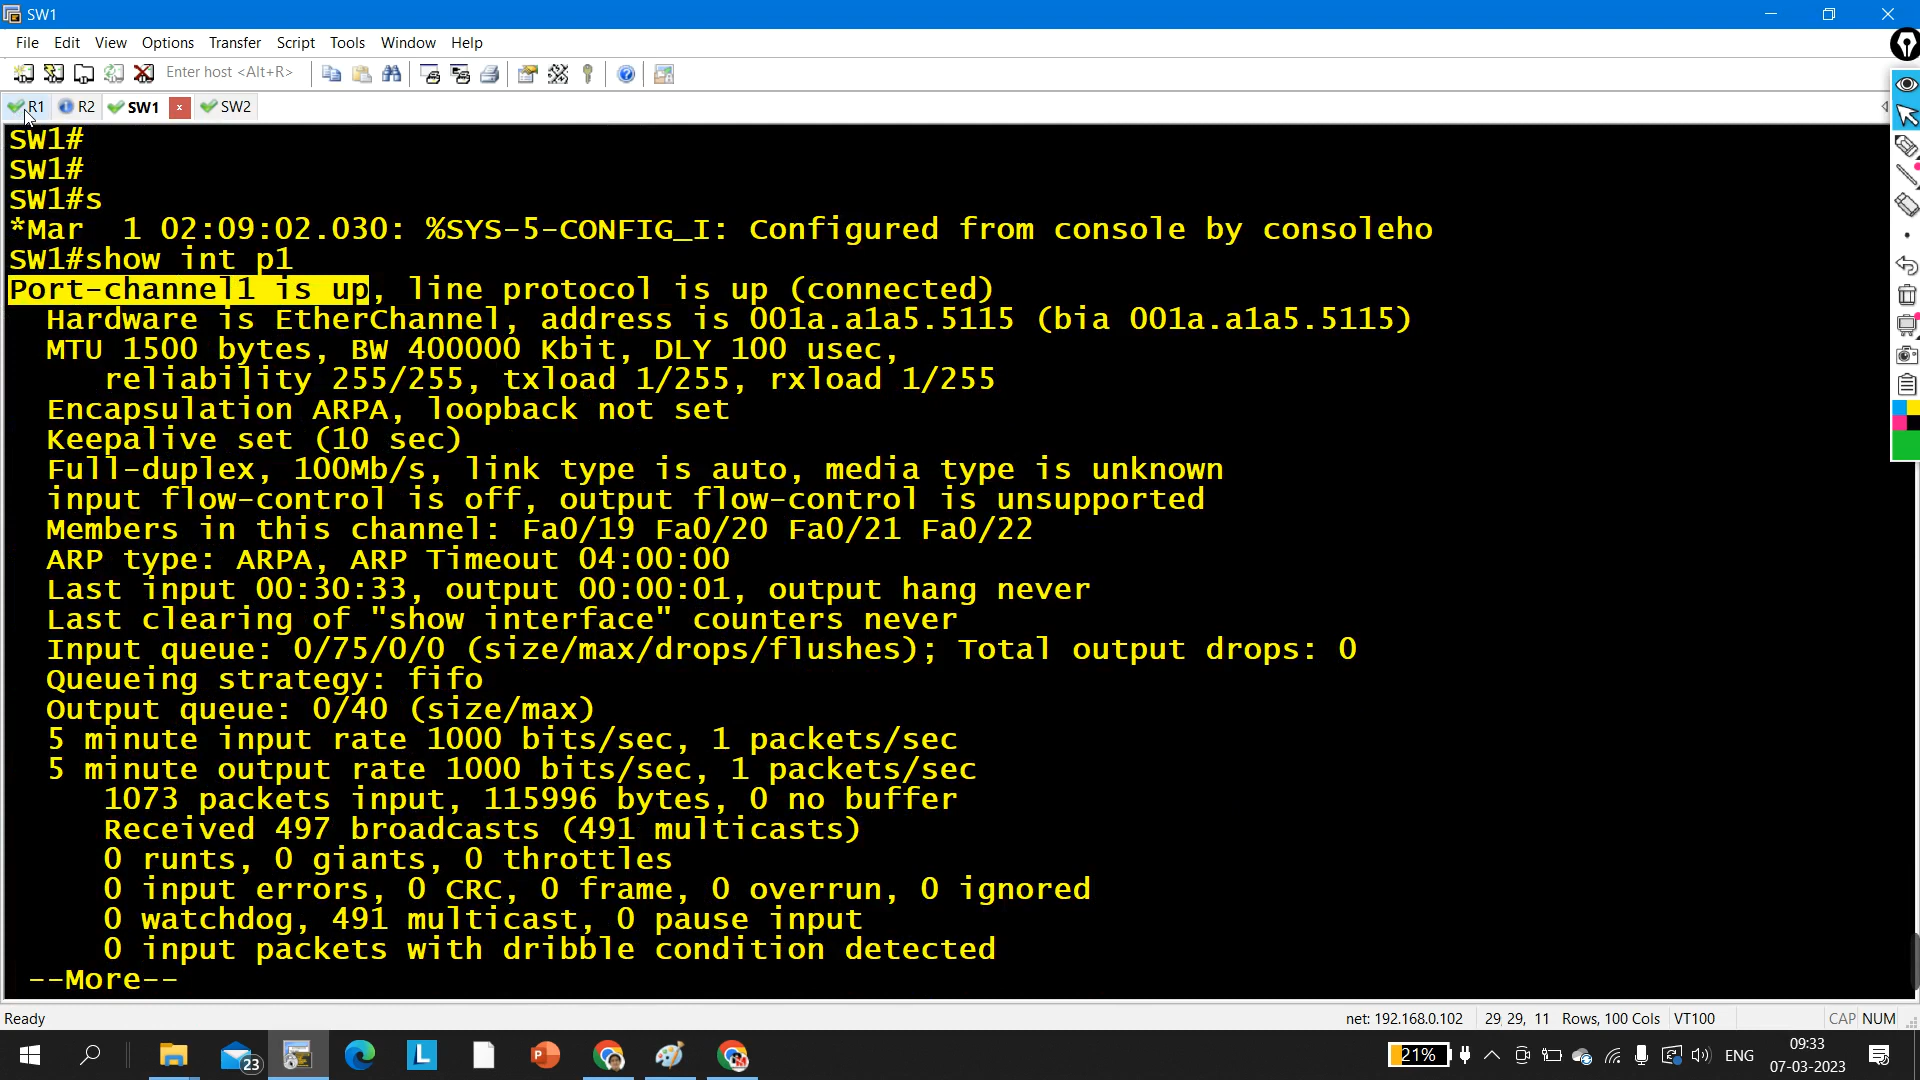 SW1
File Edit View Options Transfer Script Tools Window Help
Enter host <Alt+R>
R1 R2 SW1 x SW2
SW1#
SW1#
SW1#s
*Mar  1 02:09:02.030: %SYS-5-CONFIG_I: Configured from console by consoleho
SW1#show int p1
Port-channel1 is up, line protocol is up (connected)
Hardware is EtherChannel, address is 001a.a1a5.5115 (bia 001a.a1a5.5115)
MTU 1500 bytes, BW 400000 Kbit, DLY 100 usec,
reliability 255/255, txload 1/255, rxload 1/255
Encapsulation ARPA, loopback not set
Keepalive set (10 sec)
Full-duplex, 100Mb/s, link type is auto, media type is unknown
input flow-control is off, output flow-control is unsupported
Members in this channel: Fa0/19 Fa0/20 Fa0/21 Fa0/22
ARP type: ARPA, ARP Timeout 04:00:00
Last input 00:30:33, output 00:00:01, output hang never
Last clearing of "show interface" counters never
Input queue: 0/75/0/0 (size/max/drops/flushes); Total output drops: 0
Queueing strategy: fifo
Output queue: 0/40 (size/max)
5 minute input rate 1000 bits/sec, 1 packets/sec
5 minute output rate 1000 bits/sec, 1 packets/sec
1073 packets input, 115996 bytes, 0 no buffer
Received 497 broadcasts (491 multicasts)
0 runts, 0 giants, 0 throttles
0 input errors, 0 CRC, 0 frame, 0 overrun, 0 ignored
0 watchdog, 491 multicast, 0 pause input
0 input packets with dribble condition detected
--More--
Ready net: 192.168.0.102 29, 29, 11 Rows, 100 Cols VT100 CAP NUM
23 L P 21% ENG 09:33
07-03-2023